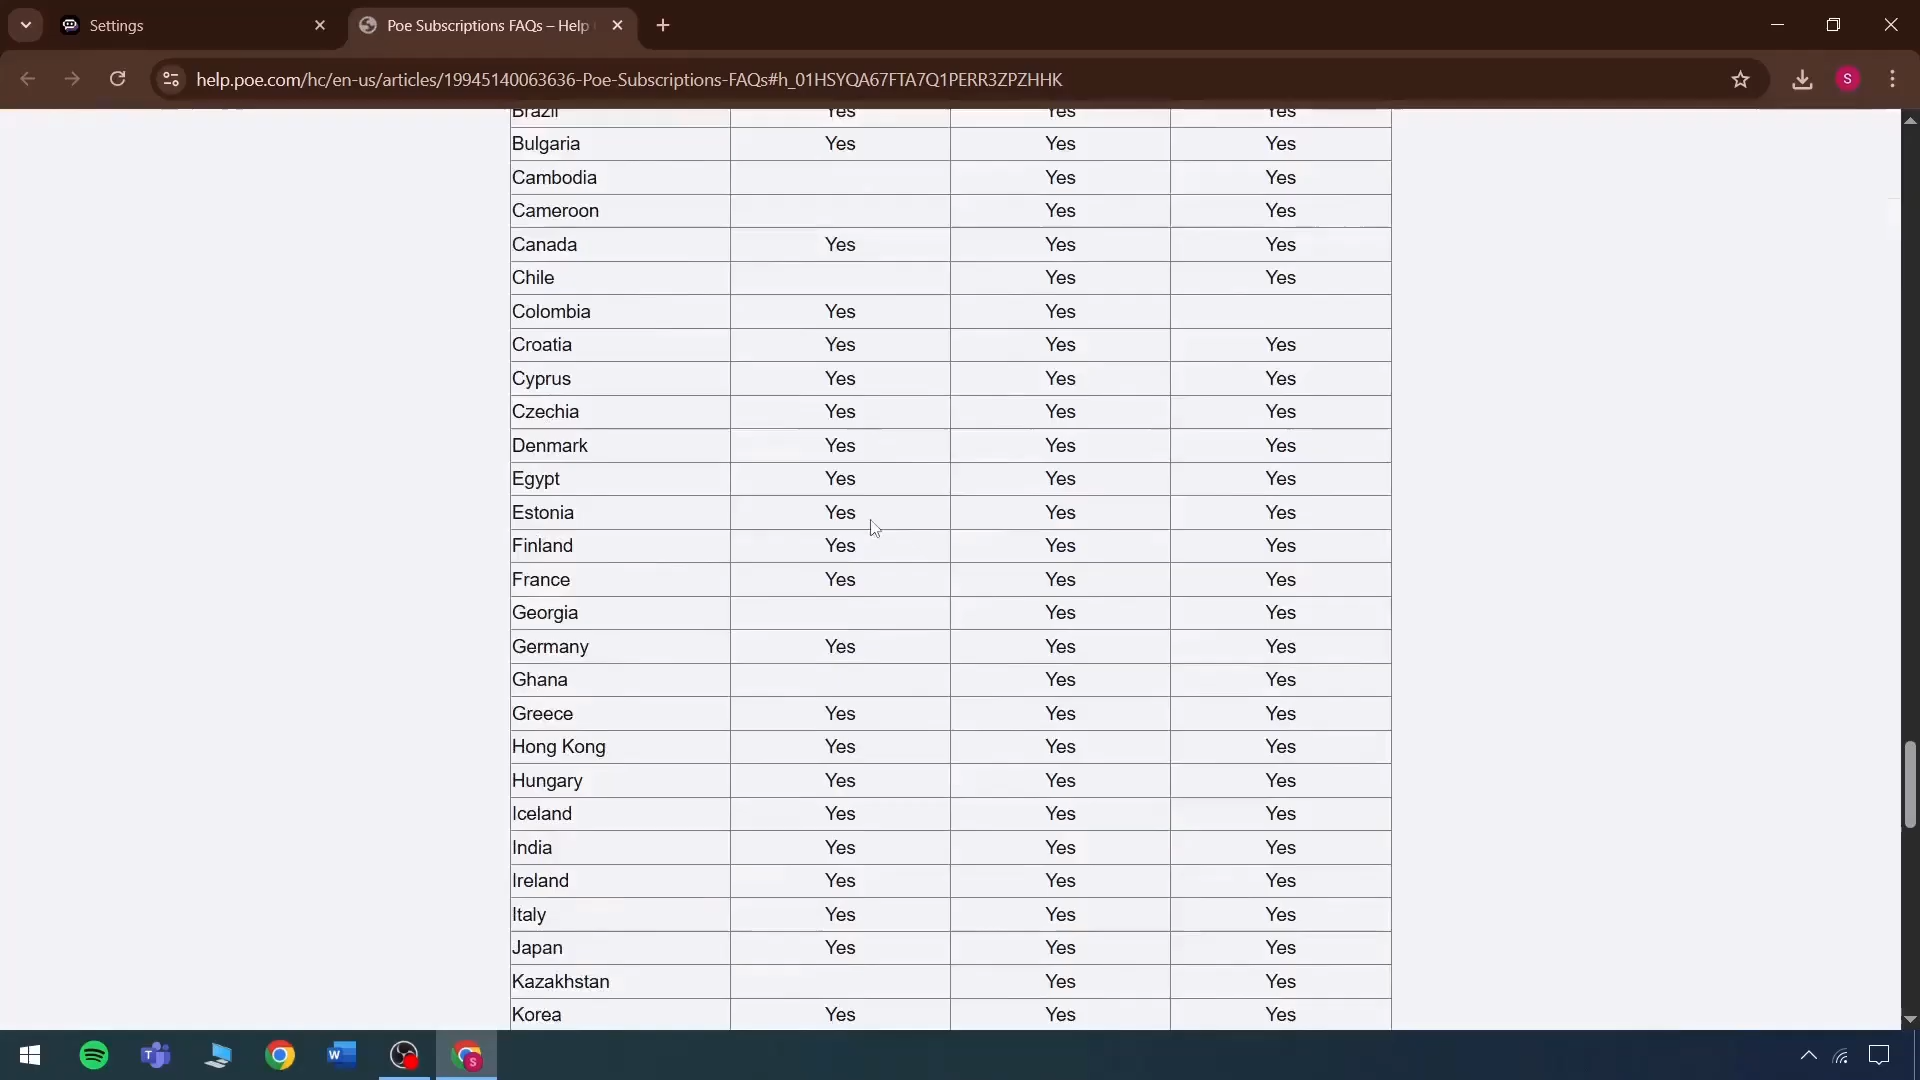 Settings
Poe Subscriptions FAQs – Help
help.poe.com/hc/en-us/articles/19945140063636-Poe-Subscriptions-FAQs#h_01HSYQA67FTA7Q1PERR3ZPZHHK
S
Brazil Yes Yes Yes
Bulgaria Yes Yes Yes
Cambodia Yes Yes
Cameroon Yes Yes
Canada Yes Yes Yes
Chile Yes Yes
Colombia Yes Yes
Croatia Yes Yes Yes
Cyprus Yes Yes Yes
Czechia Yes Yes Yes
Denmark Yes Yes Yes
Egypt Yes Yes Yes
Estonia Yes Yes Yes
Finland Yes Yes Yes
France Yes Yes Yes
Georgia Yes Yes
Germany Yes Yes Yes
Ghana Yes Yes
Greece Yes Yes Yes
Hong Kong Yes Yes Yes
Hungary Yes Yes Yes
Iceland Yes Yes Yes
India Yes Yes Yes
Ireland Yes Yes Yes
Italy Yes Yes Yes
Japan Yes Yes Yes
Kazakhstan Yes Yes
Korea Yes Yes Yes
T W S